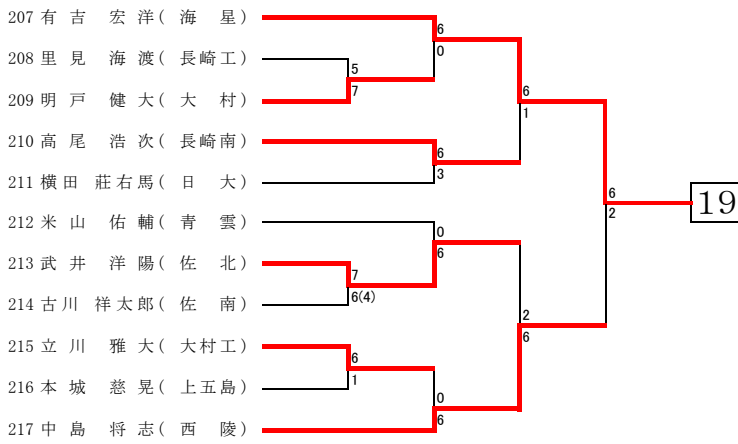 207 有 吉 宏 洋( 海 星)
208 里 見 海 渡( 長崎工)
209 明 戸 健 大( 大 村)
210 高 尾 浩 次( 長崎南)
211 横田 莊右馬( 日 大)
212 米 山 佑 輔( 青 雲)
213 武 井 洋 陽( 佐 北)
214 古川 祥太郎( 佐 南)
215 立 川 雅 大( 大村工)
216 本 城 慈 晃( 上五島)
217 中 島 将 志( 西 陵)
6
0
5
7
6
3
6
1
0
6
7
6(4)
6
1
0
6
2
6
6
2
19